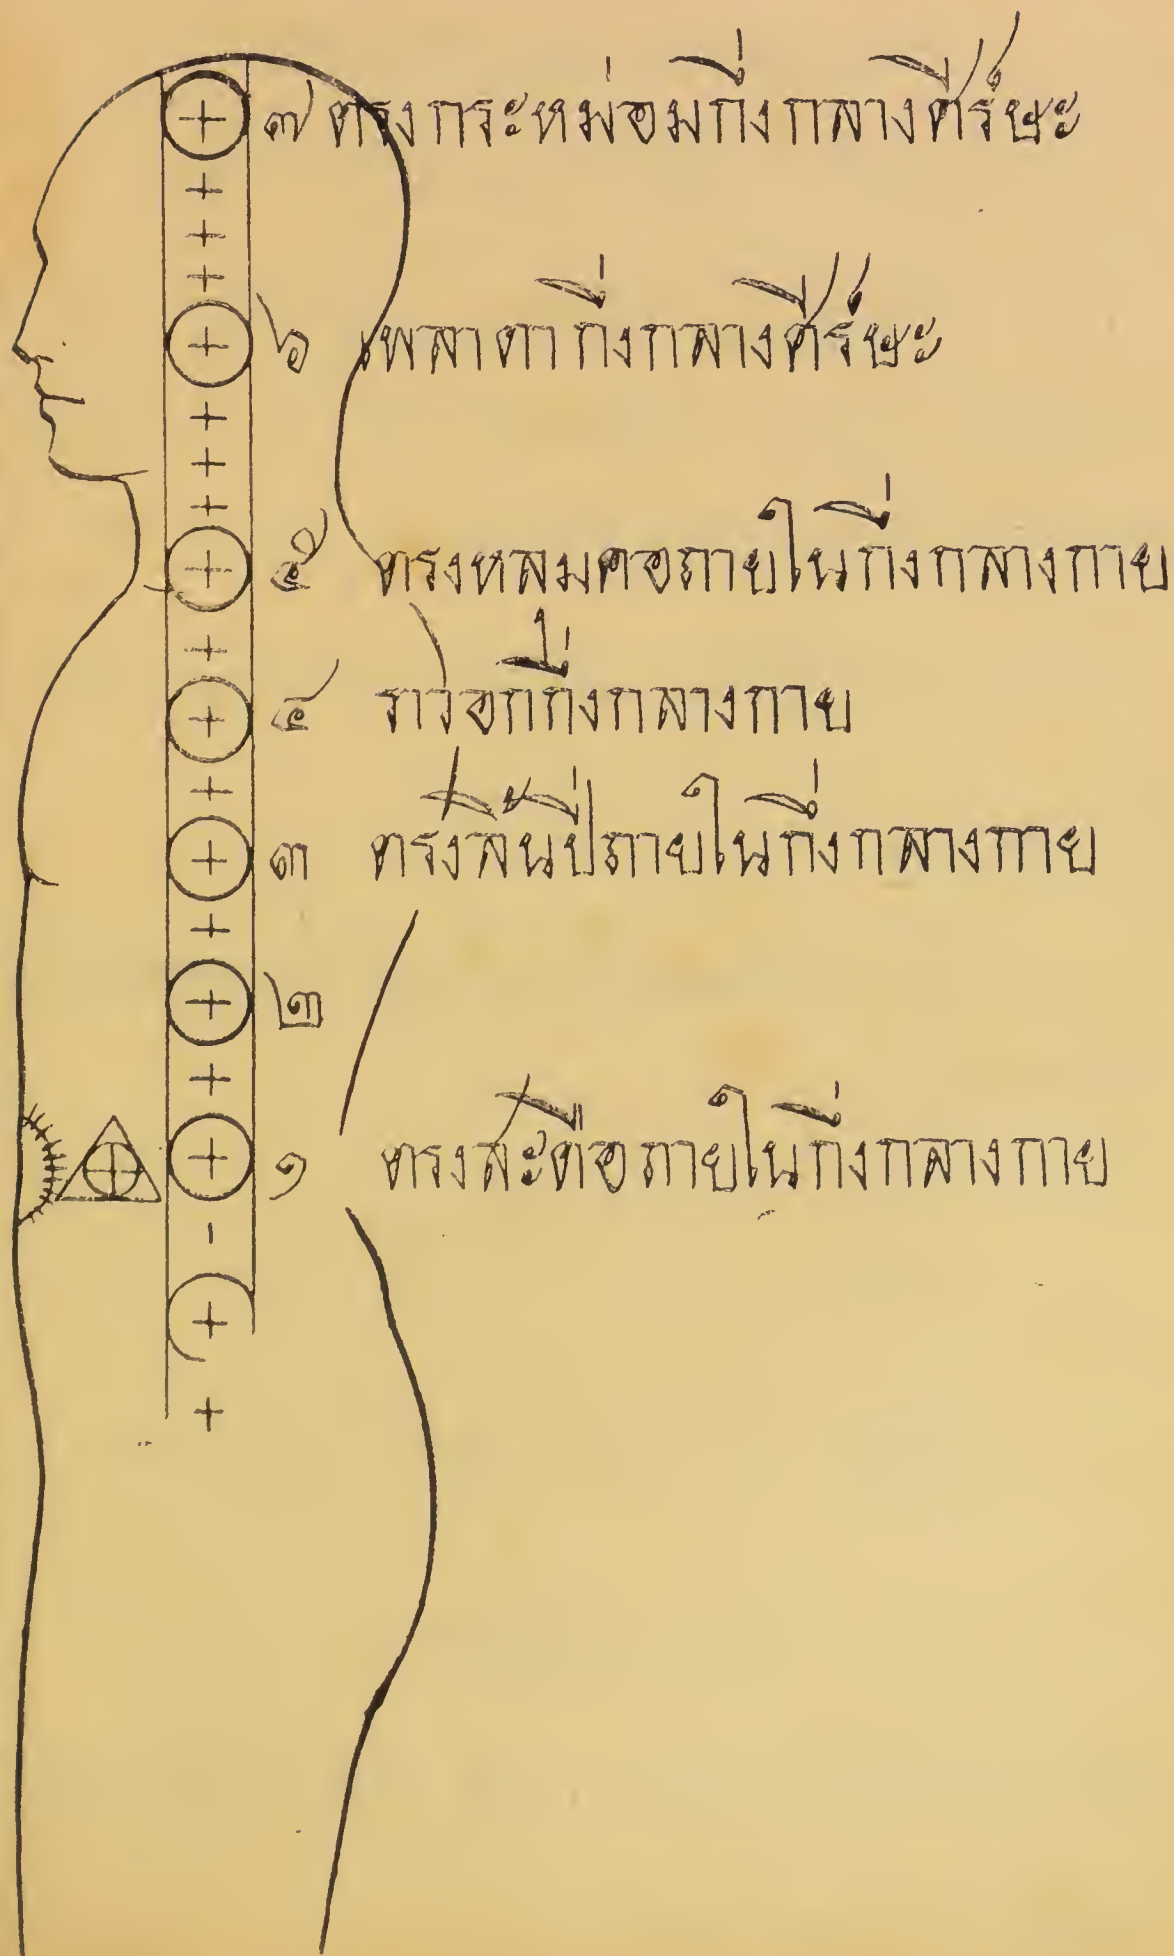 ๗ ตรงกระหม่อมกึ่งกลางศีร์ษะ
๖ เพลาตากึ่งกลางศีร์ษะ
๕ ตรงหลุมคอภายในกึ่งกลางกาย
๔ ราวอกกึ่งกลางกาย
๓ ตรงลิ้นปี่ภายในกึ่งกลางกาย
๒
๑ ตรงสะดือภายในกึ่งกลางกาย